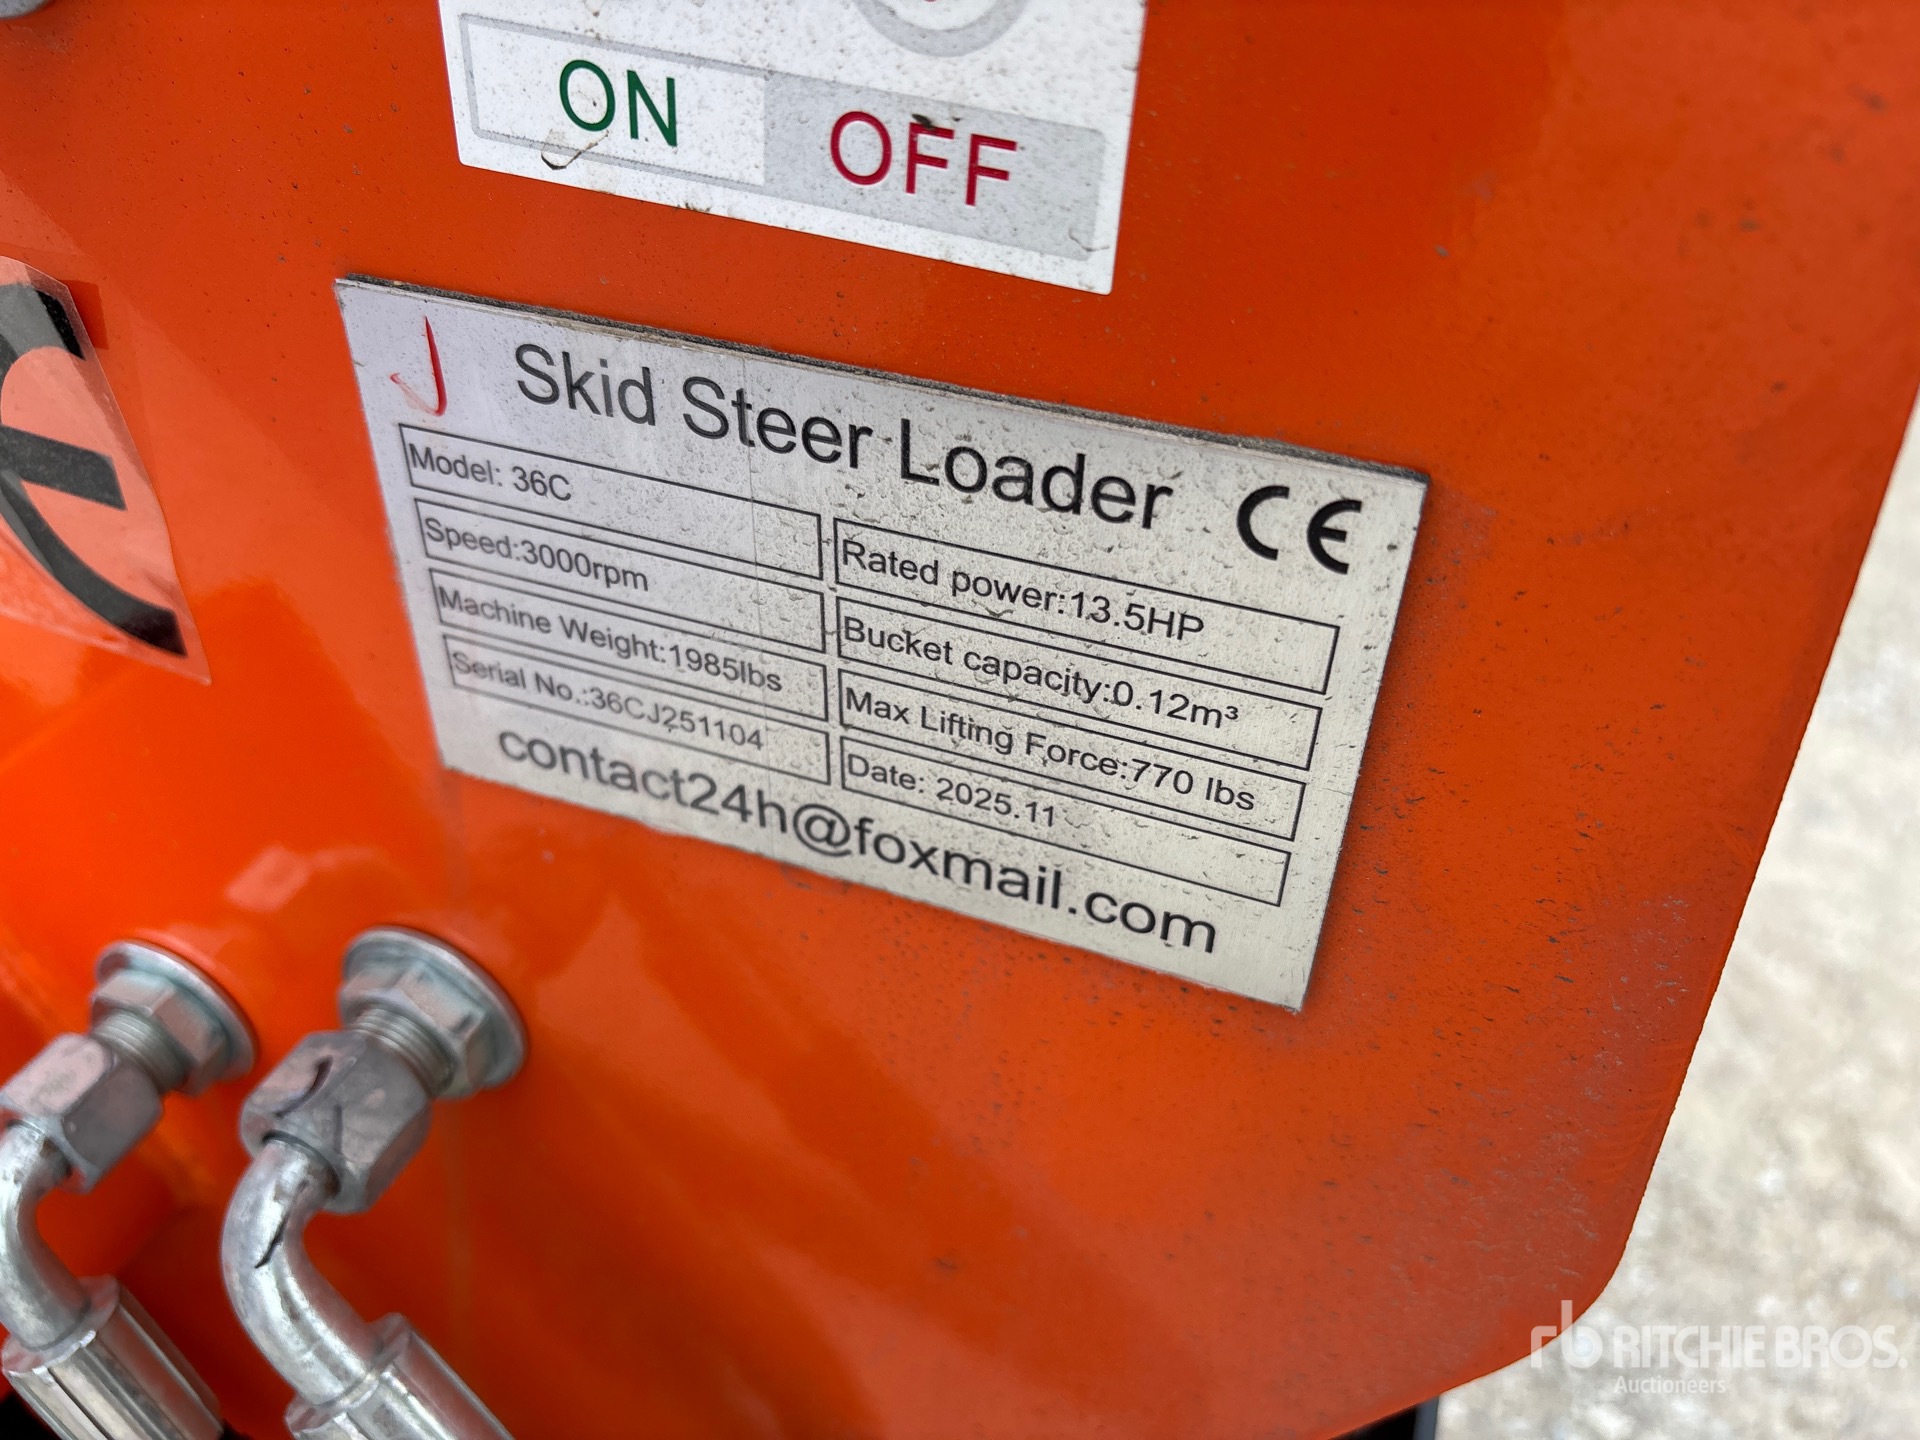 ON OFF
J Skid Steer Loader CE
Model: 36C
Rated power:13.5HP
Speed:3000rpm
Bucket capacity:0.12m³
Machine Weight:1985lbs
Max Lifting Force:770 lbs
Serial No.:36CJ251104
Date: 2025.11
contact24h@foxmail.com
rb RITCHIE BROS.
Auctioneers